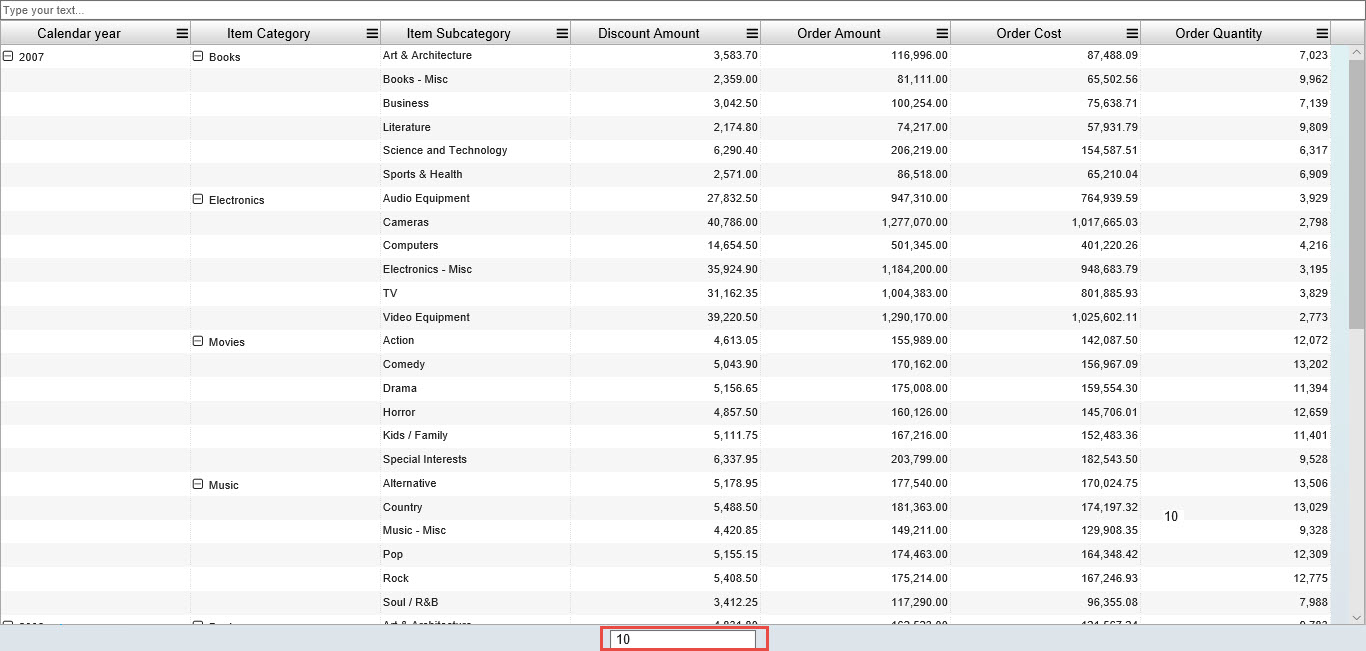 Type your text...
Calendar year Item Category Item Subcategory Discount Amount Order Amount Order Cost Order Quantity
2007 Books Art & Architecture 3,583.70 116,996.00 87,488.09 7,023
Books - Misc 2,359.00 81,111.00 65,502.56 9,962
Business 3,042.50 100,254.00 75,638.71 7,139
Literature 2,174.80 74,217.00 57,931.79 9,809
Science and Technology 6,290.40 206,219.00 154,587.51 6,317
Sports & Health 2,571.00 86,518.00 65,210.04 6,909
Electronics Audio Equipment 27,832.50 947,310.00 764,939.59 3,929
Cameras 40,786.00 1,277,070.00 1,017,665.03 2,798
Computers 14,654.50 501,345.00 401,220.26 4,216
Electronics - Misc 35,924.90 1,184,200.00 948,683.79 3,195
TV 31,162.35 1,004,383.00 801,885.93 3,829
Video Equipment 39,220.50 1,290,170.00 1,025,602.11 2,773
Movies Action 4,613.05 155,989.00 142,087.50 12,072
Comedy 5,043.90 170,162.00 156,967.09 13,202
Drama 5,156.65 175,008.00 159,554.30 11,394
Horror 4,857.50 160,126.00 145,706.01 12,659
Kids / Family 5,111.75 167,216.00 152,483.36 11,401
Special Interests 6,337.95 203,799.00 182,543.50 9,528
Music Alternative 5,178.95 177,540.00 170,024.75 13,506
Country 5,488.50 181,363.00 174,197.32 13,029
10
Music - Misc 4,420.85 149,211.00 129,908.35 9,328
Pop 5,155.15 174,463.00 164,348.42 12,309
Rock 5,408.50 175,214.00 167,246.93 12,775
Soul / R&B 3,412.25 117,290.00 96,355.08 7,988
Art & Architecture
10